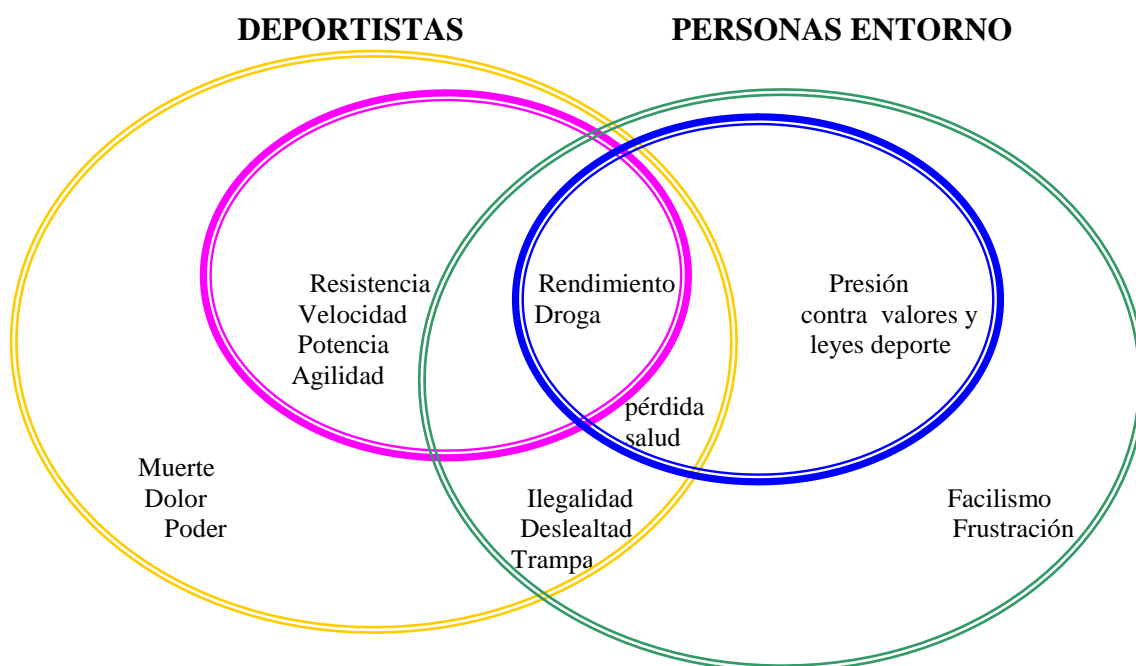 DEPORTISTAS
PERSONAS ENTORNO
Resistencia
Velocidad
Potencia
Agilidad
Rendimiento
Droga
Presión
contra valores y
leyes deporte
pérdida
salud
Muerte
Dolor
Poder
Ilegalidad
Deslealtad
Trampa
Facilismo
Frustración